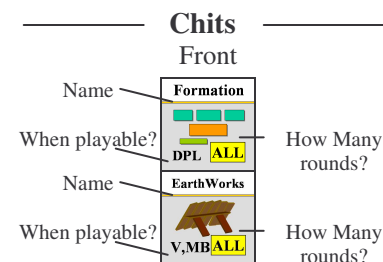 Chits
Front
Name
Formation
When playable?
DPL
ALL
How Many
rounds?
Name
EarthWorks
When playable?
V,MB
ALL
How Many
rounds?